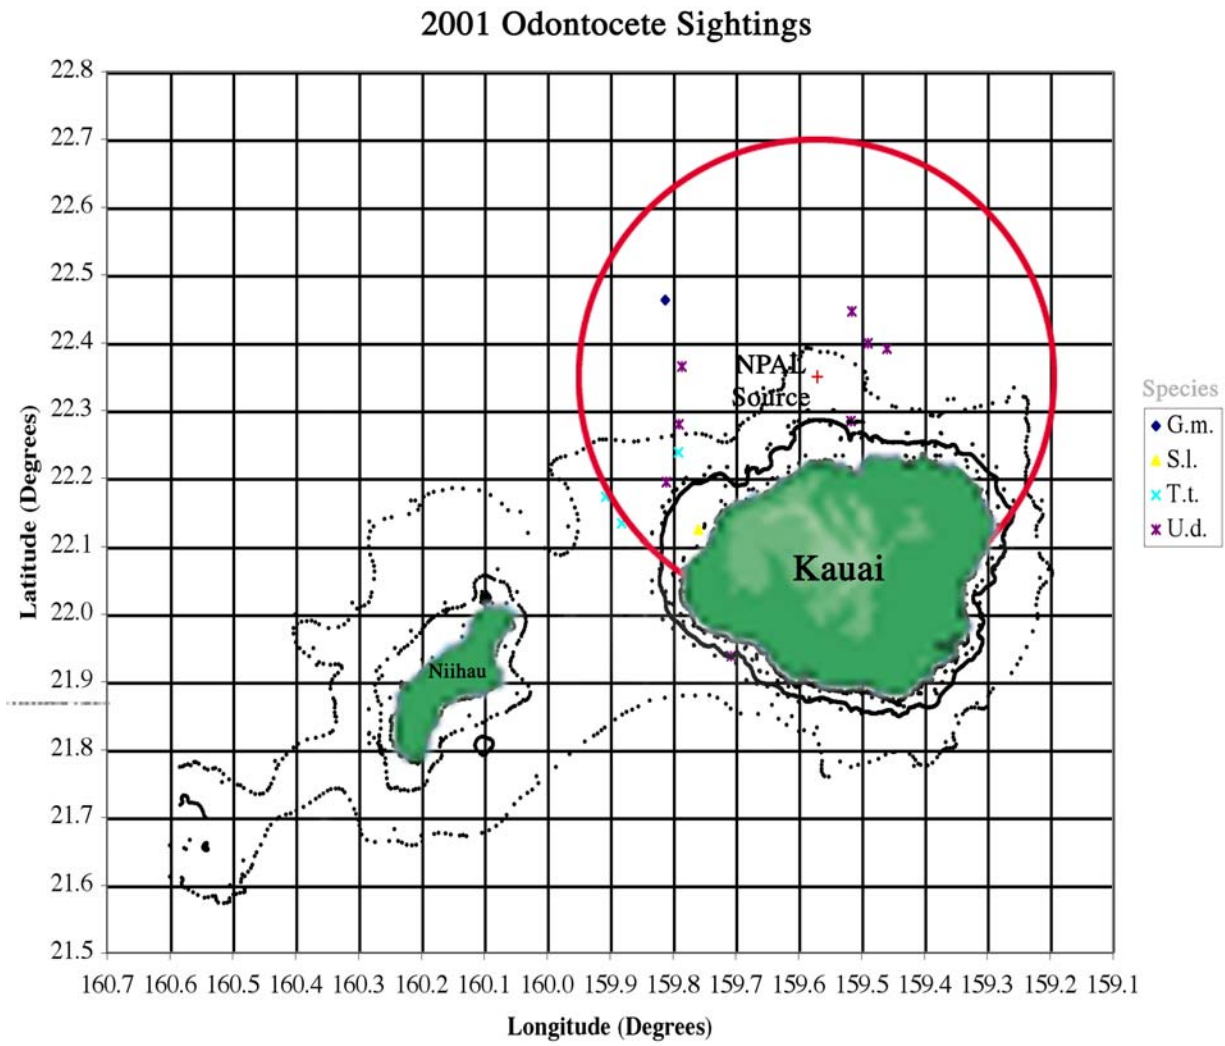 2001 Odontocete Sightings
22.8
22.7
22.6
22.5
22.4
22.3
22.2
22.1
22.0
21.9
21.8
21.7
21.6
21.5
Latitude (Degrees)
NPAL
Source
Kauai
Niihau
160.7 160.6 160.5 160.4 160.3 160.2 160.1 160.0 159.9 159.8 159.7 159.6 159.5 159.4 159.3 159.2 159.1
Longitude (Degrees)
Species
G.m.
S.l.
T.t.
U.d.